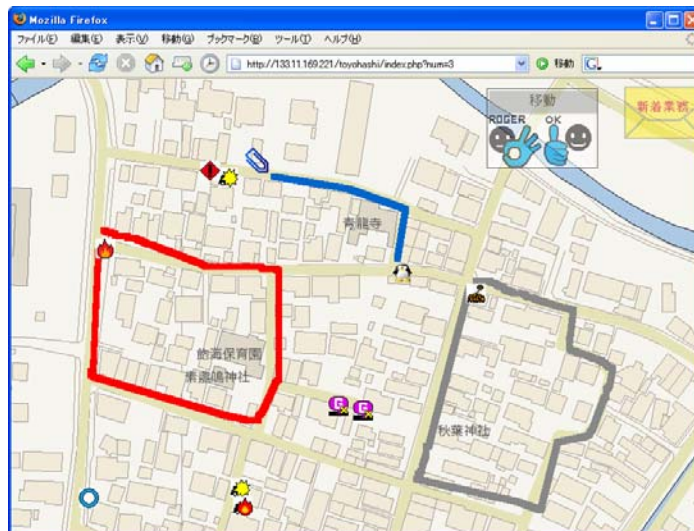 Mozilla Firefox
ファイル(F) 編集(E) 表示(V) 移動(G) ブックマーク(B) ツール(T) ヘルプ(H)
http://133.11.169.221/toyohashi/index.php?num=3 移動 G
移動
ROGER OK
新着業務
青龍寺
飽海保育園
素盞嗚神社
秋葉神社